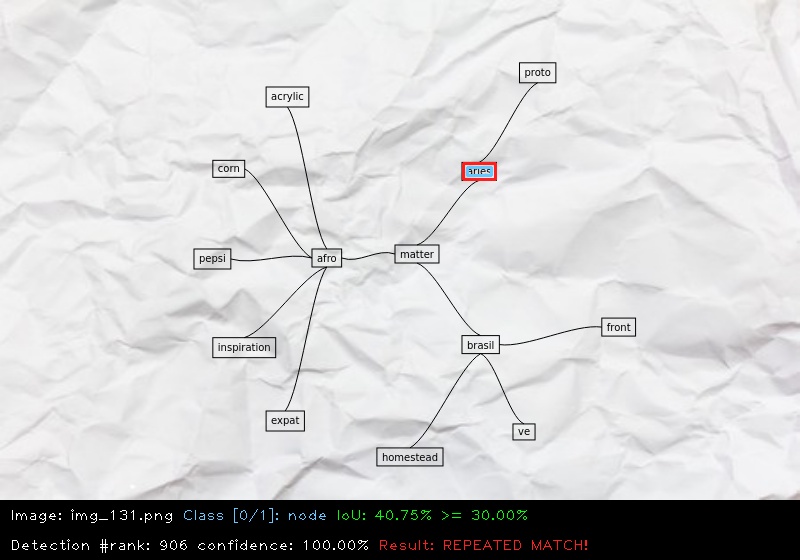 proto
acrylic
corn
aries
pepsi
afro
matter
front
inspiration
brasil
expat
ve
homestead
Image: img_131.png Class [0/1]: node IoU: 40.75% >= 30.00%
Detection #rank: 906 confidence: 100.00% Result: REPEATED MATCH!